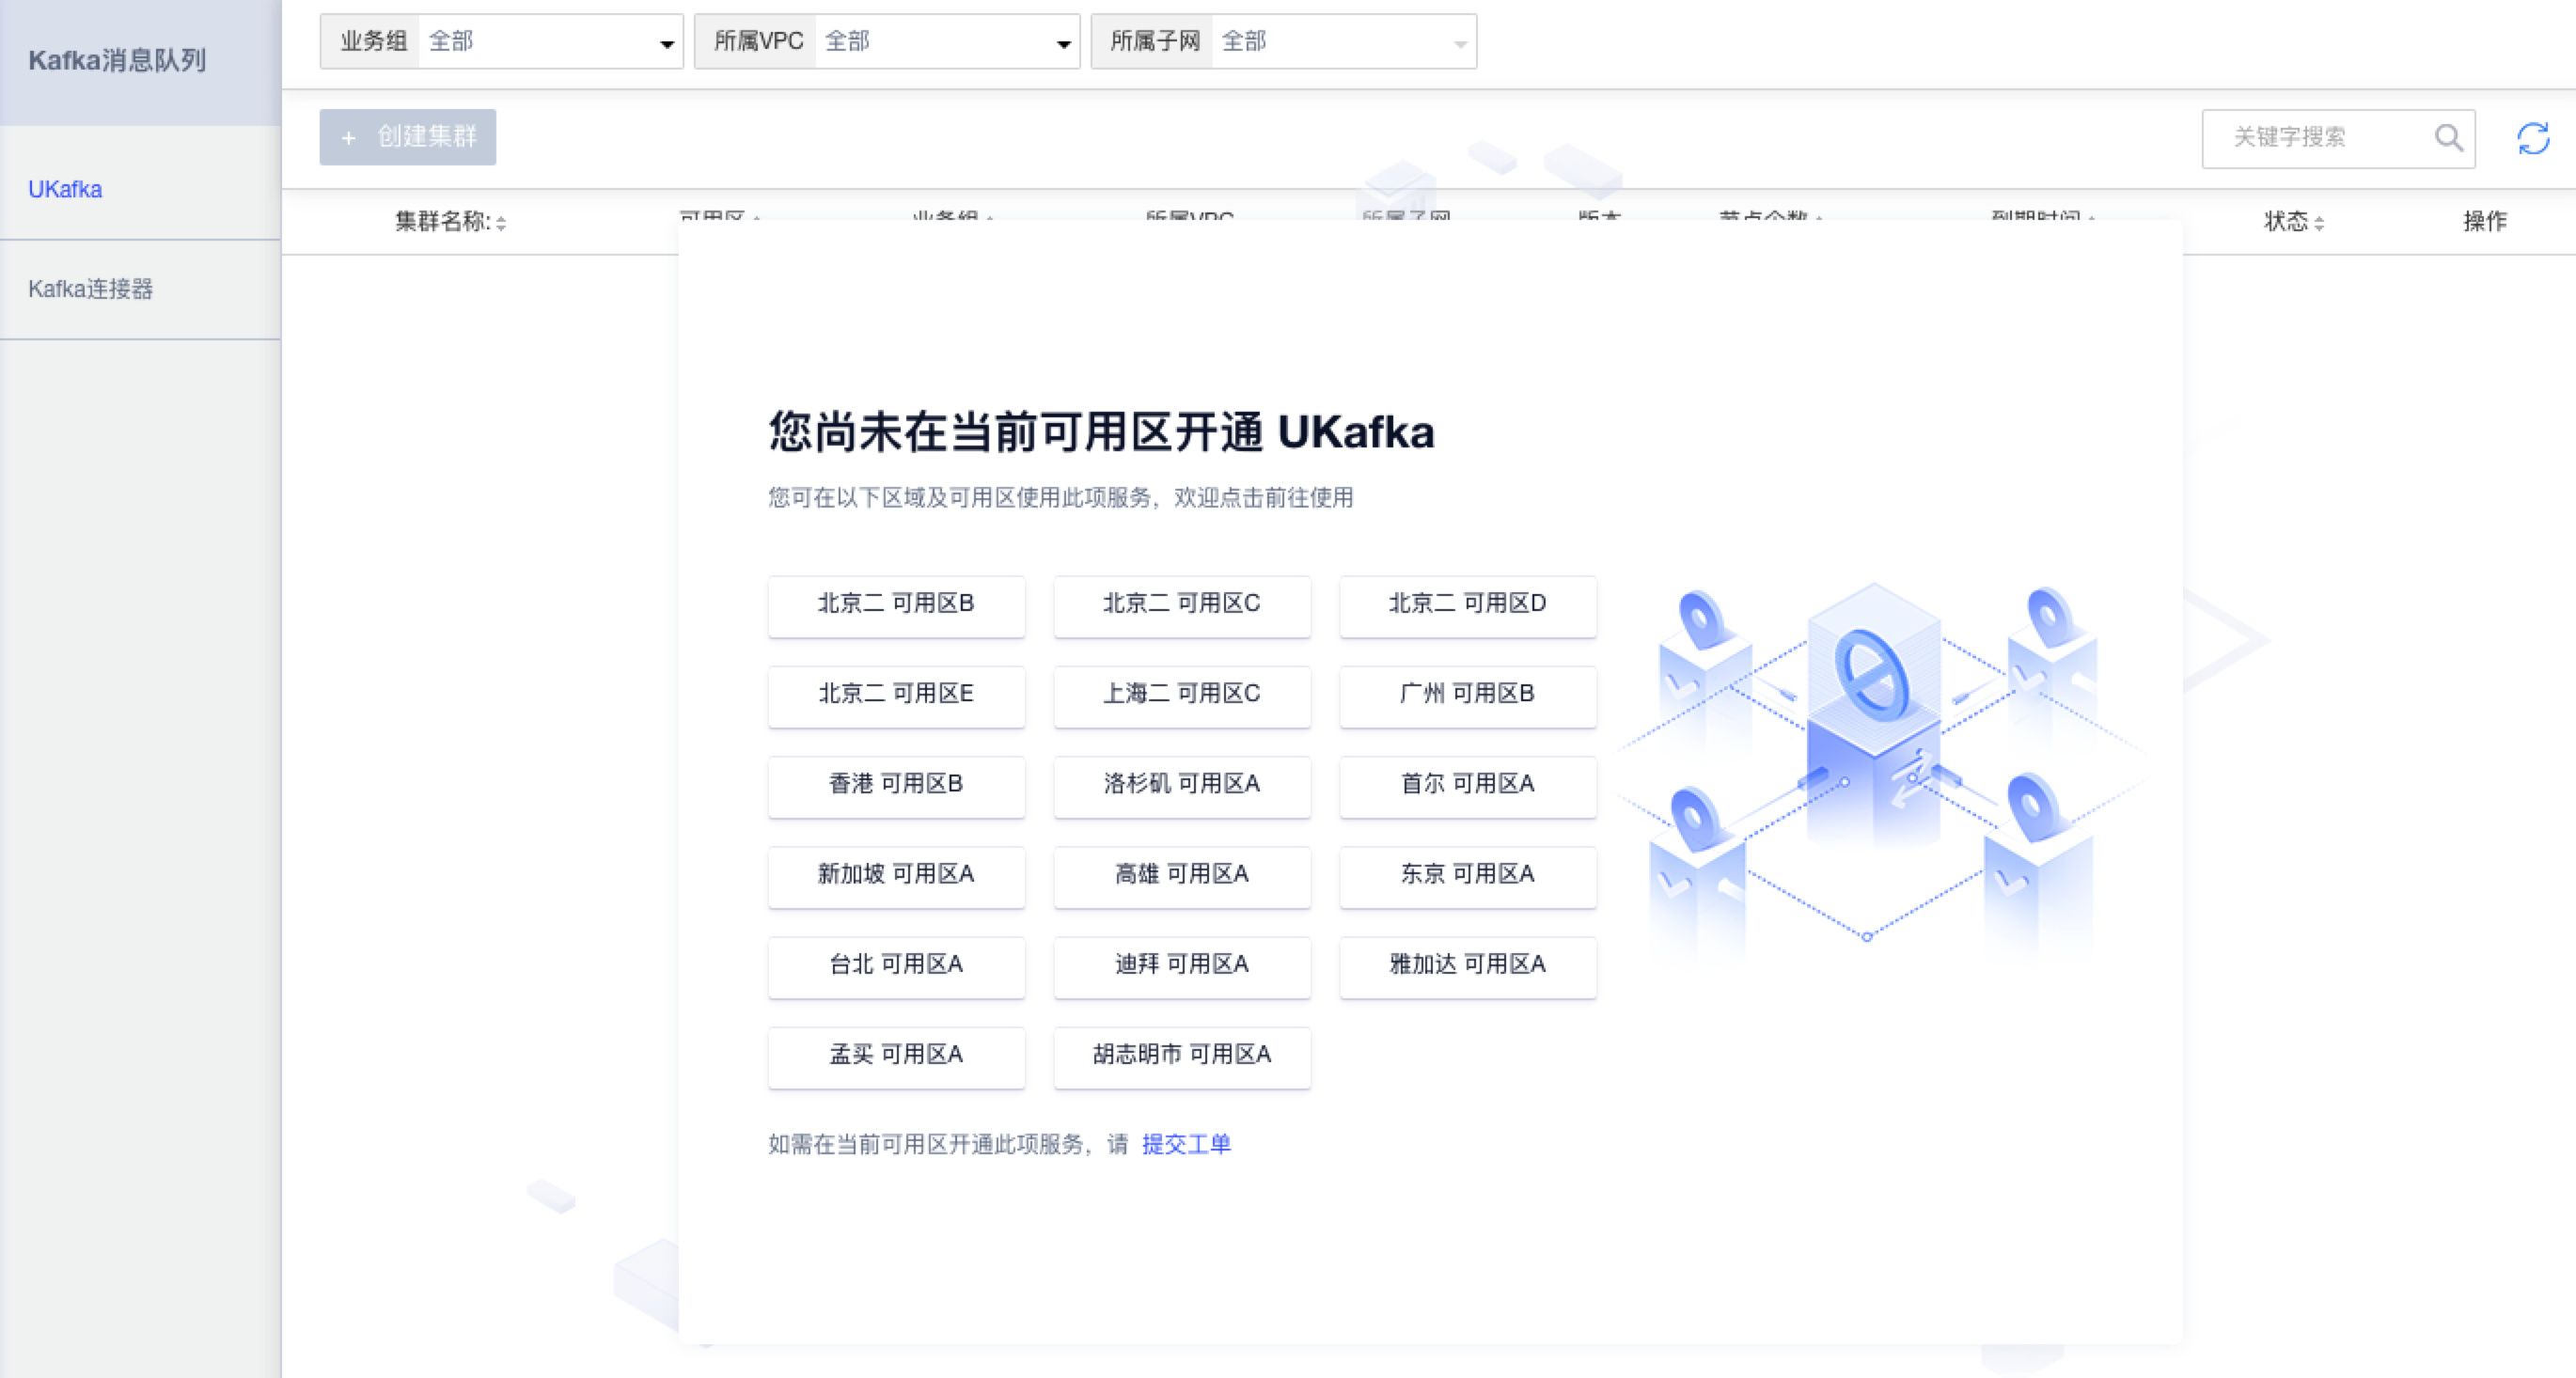 Kafka消息队列
UKafka
Kafka连接器
业务组 全部 所属VPC 全部 所属子网 全部
+ 创建集群 关键字搜索
集群名称: 可用区 业务组 所属VPC 所属子网 版本 节点个数 到期时间 状态 操作
您尚未在当前可用区开通 UKafka
您可在以下区域及可用区使用此项服务，欢迎点击前往使用
北京二 可用区B 北京二 可用区C 北京二 可用区D
北京二 可用区E 上海二 可用区C 广州 可用区B
香港 可用区B 洛杉矶 可用区A 首尔 可用区A
新加坡 可用区A 高雄 可用区A 东京 可用区A
台北 可用区A 迪拜 可用区A 雅加达 可用区A
孟买 可用区A 胡志明市 可用区A
如需在当前可用区开通此项服务，请 提交工单